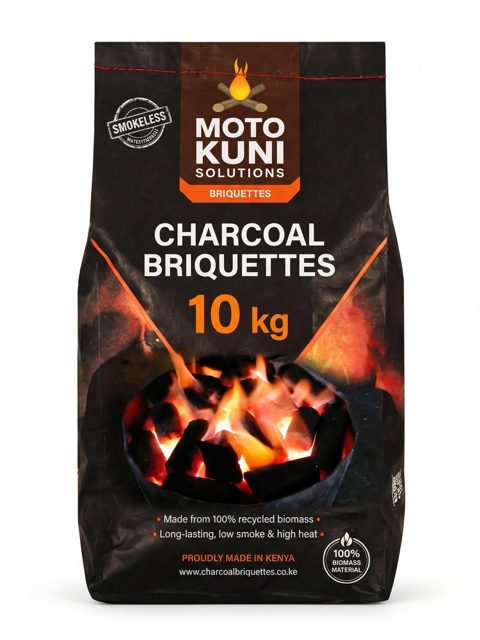 SMOKELESS
MOTO
KUNI
SOLUTIONS
BRIQUETTES
CHARCOAL
BRIQUETTES
10 kg
• Made from 100% recycled biomass •
• Long-lasting, low smoke & high heat •
PROUDLY MADE IN KENYA
www.charcoalbriquettes.co.ke
100%
BIOMASS
MATERIAL